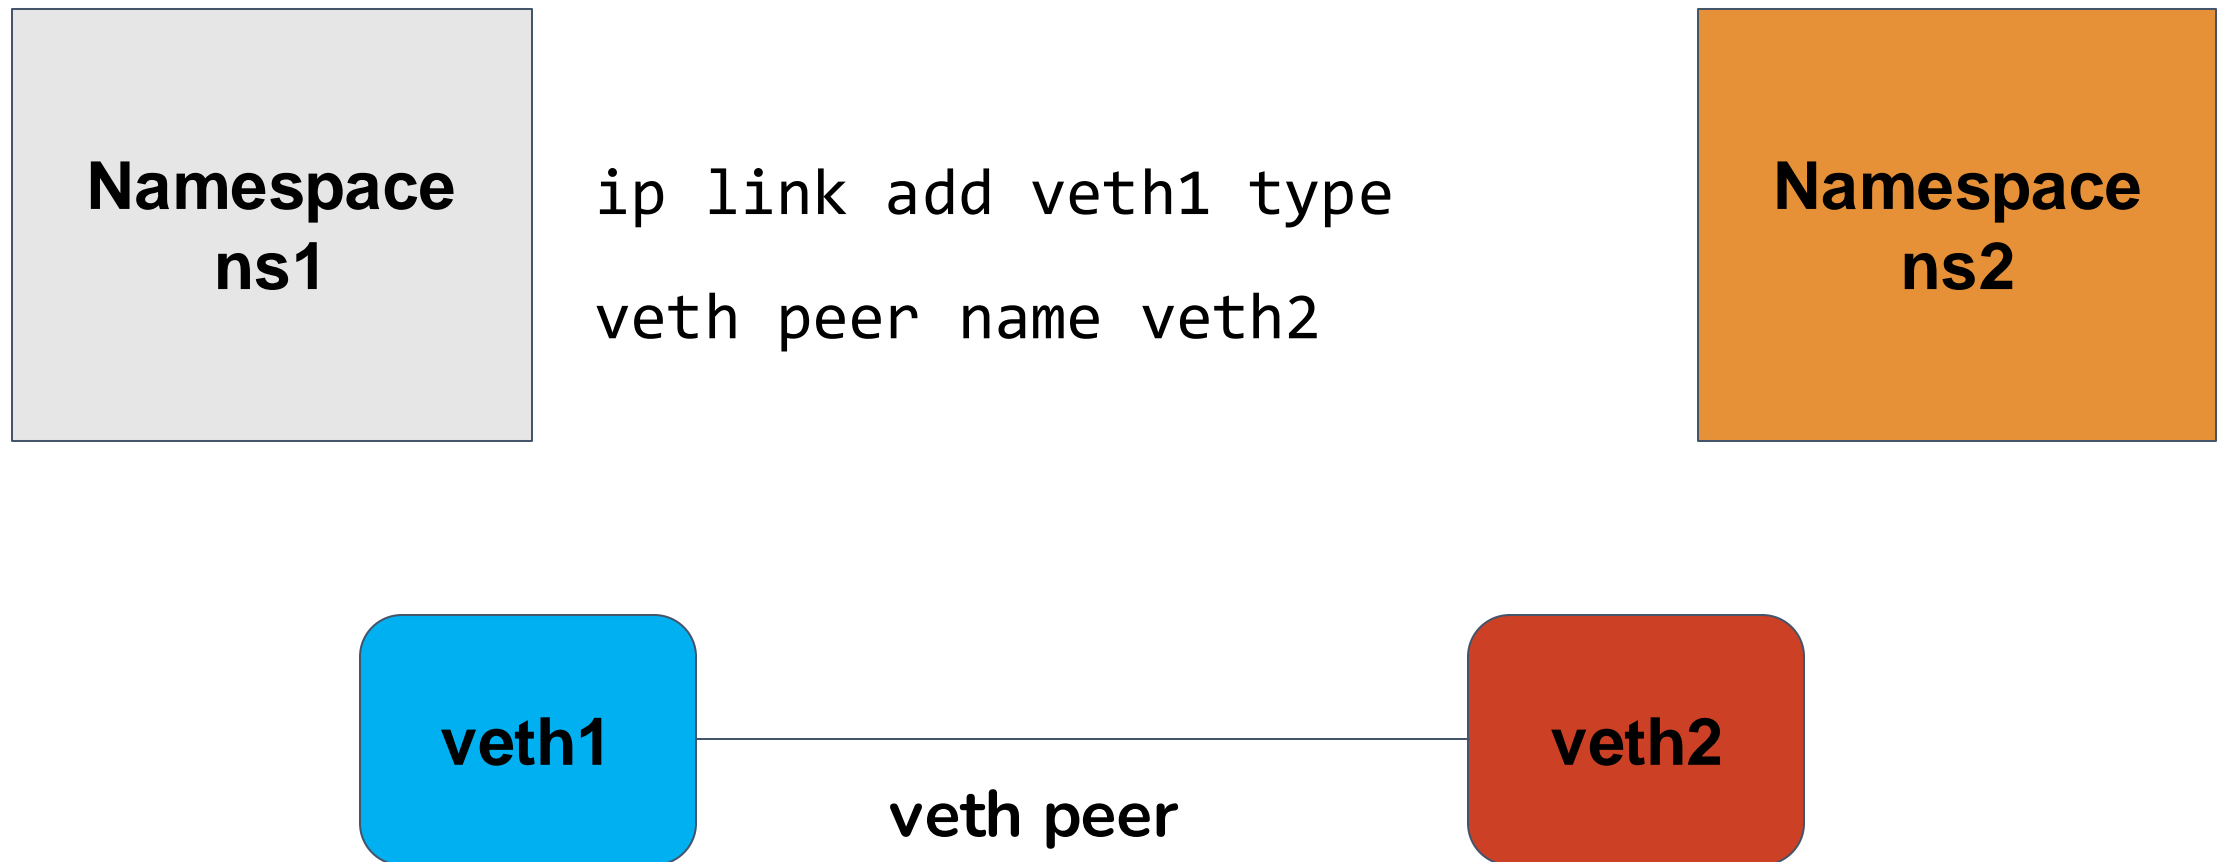 Namespace
ns1
ip link add veth1 type
veth peer name veth2
Namespace
ns2
veth1
veth peer
veth2